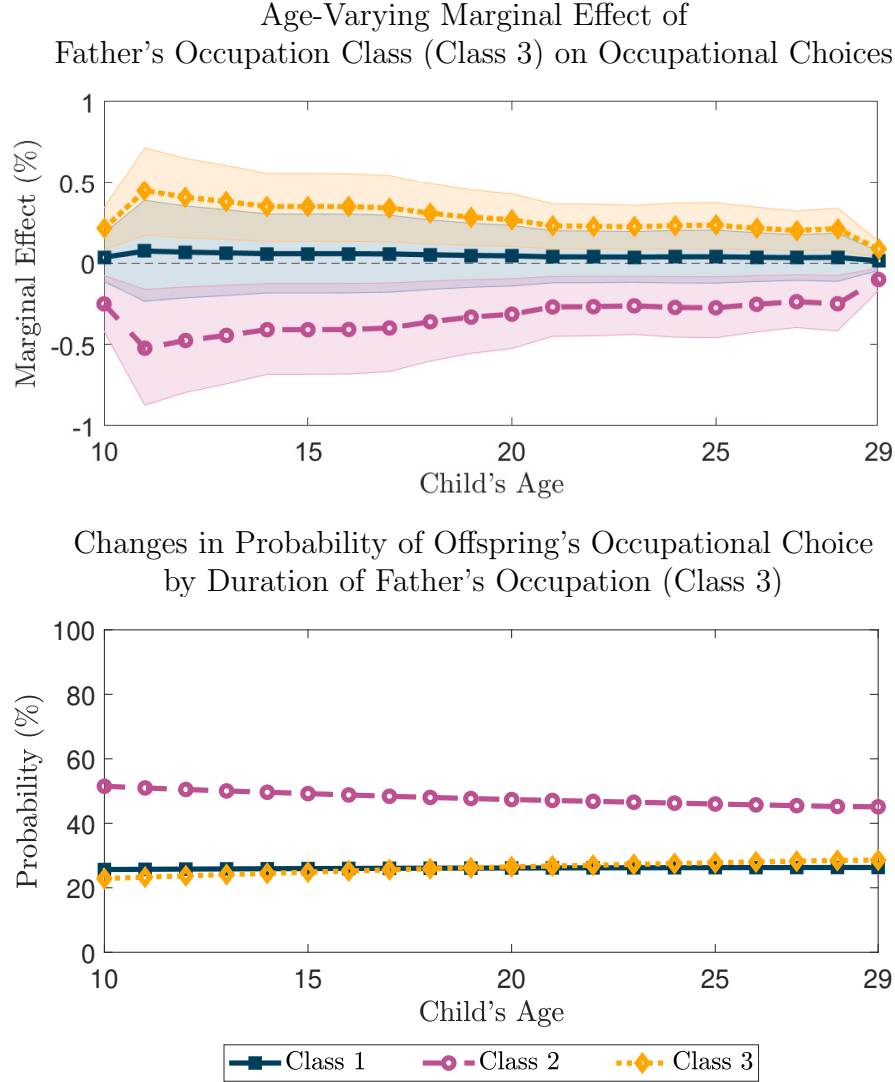 Age-Varying Marginal Effect of
Father's Occupation Class (Class 3) on Occupational Choices
1
0.5
0
-0.5
-1
Marginal Effect (%)
10 15 20 25 29
Child's Age
Changes in Probability of Offspring's Occupational Choice
by Duration of Father's Occupation (Class 3)
100
80
60
40
20
0
Probability (%)
10 15 20 25 29
Child's Age
Class 1 Class 2 Class 3